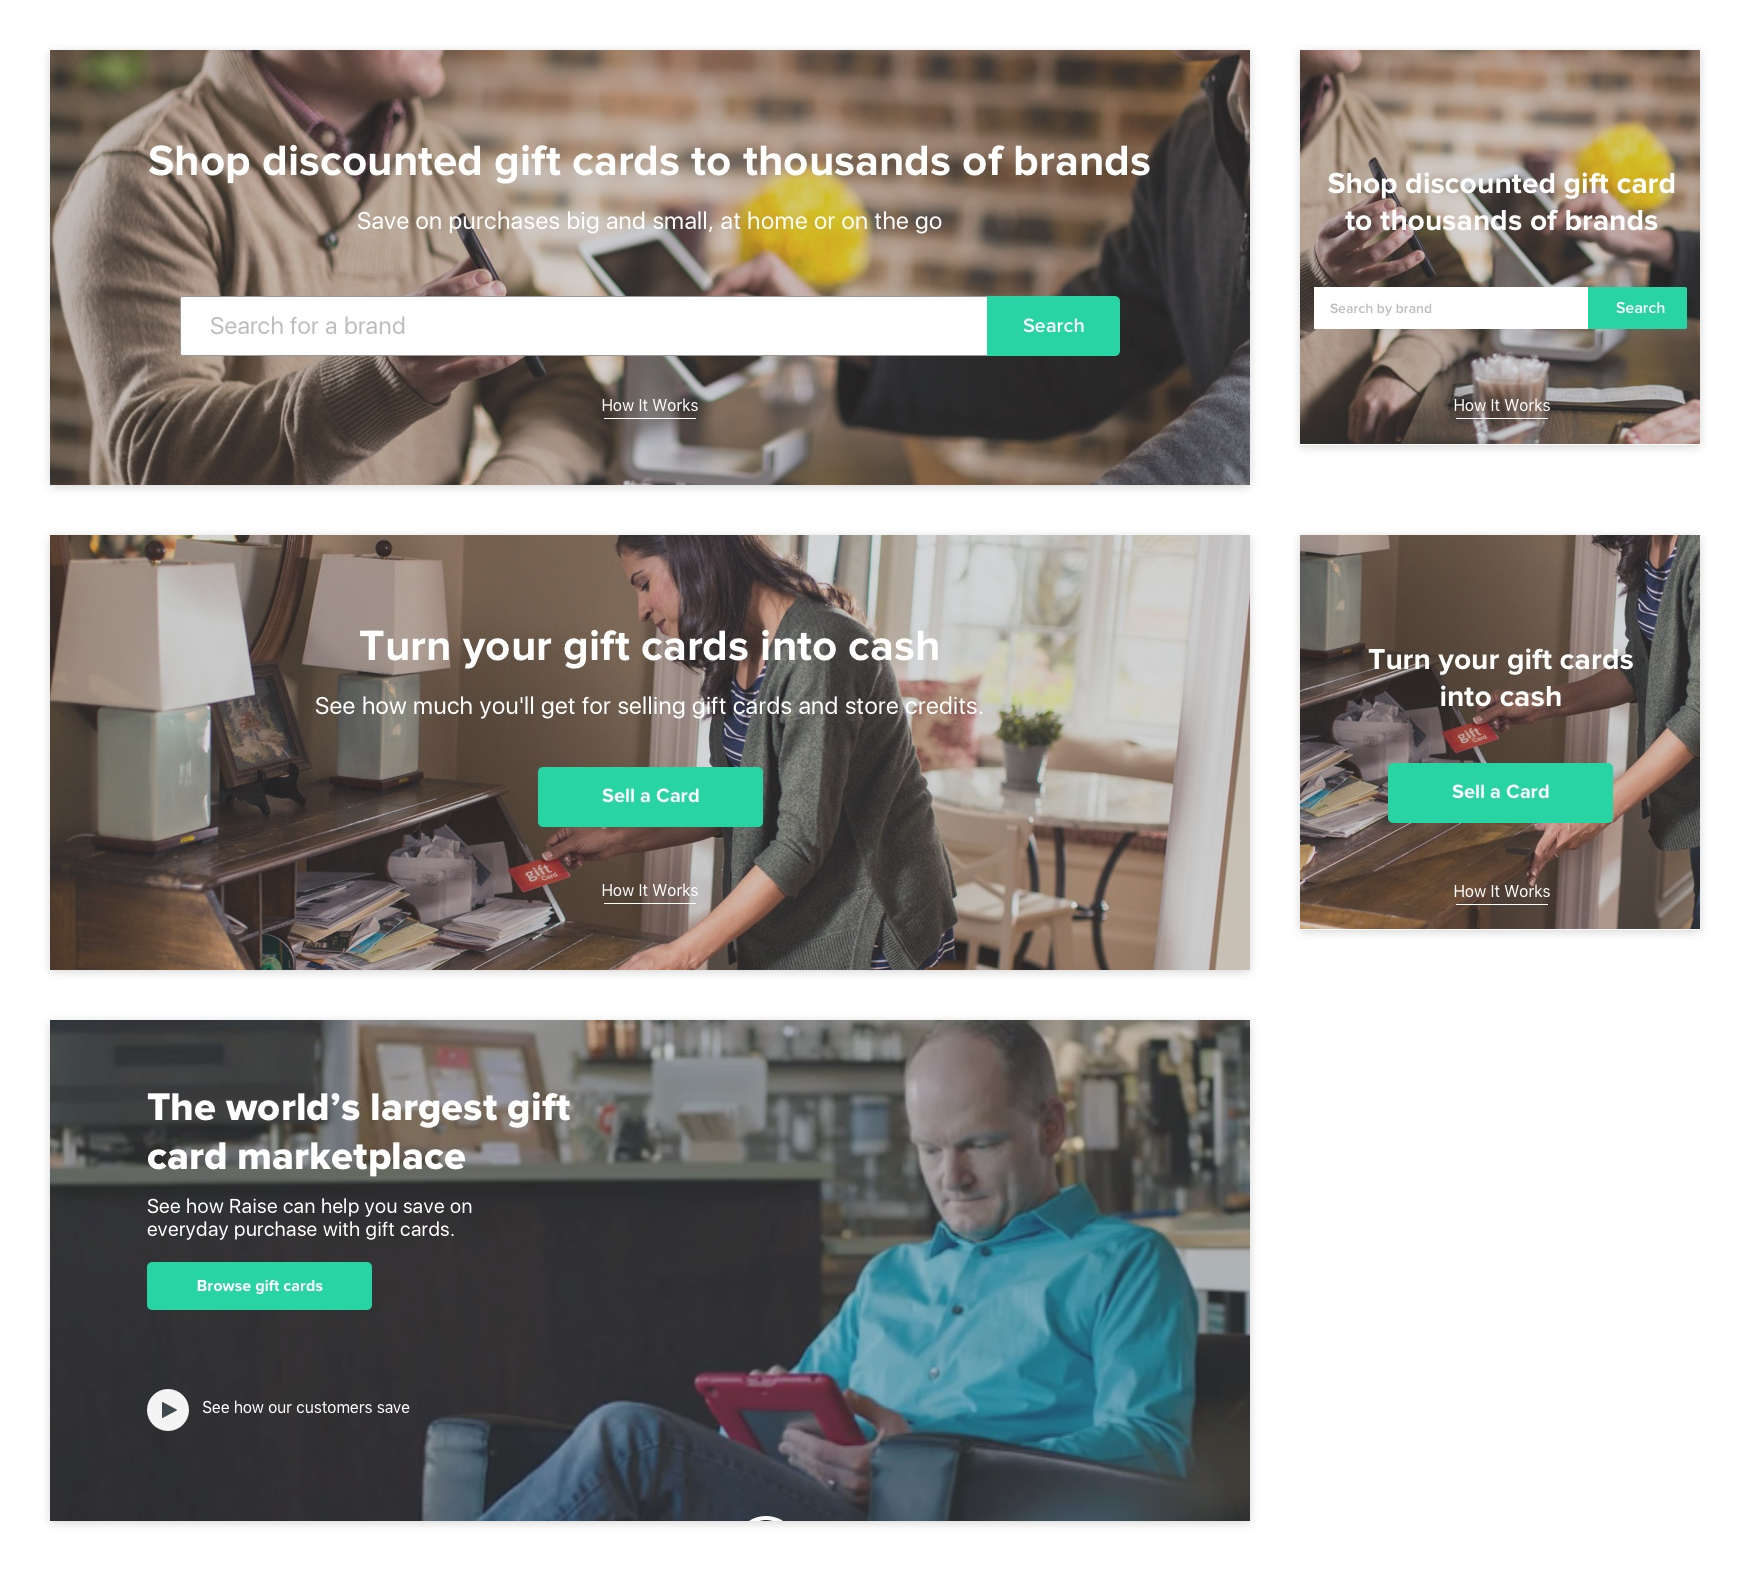 Shop discounted gift cards to thousands of brands
Save on purchases big and small, at home or on the go
Search for a brand
Search
How It Works
Shop discounted gift card
to thousands of brands
Search by brand
Search
How It Works
Turn your gift cards into cash
See how much you'll get for selling gift cards and store credits.
Sell a Card
gift
Card
How It Works
Turn your gift cards
into cash
gift
Card
Sell a Card
How It Works
The world’s largest gift
card marketplace
See how Raise can help you save on
everyday purchase with gift cards.
Browse gift cards
See how our customers save